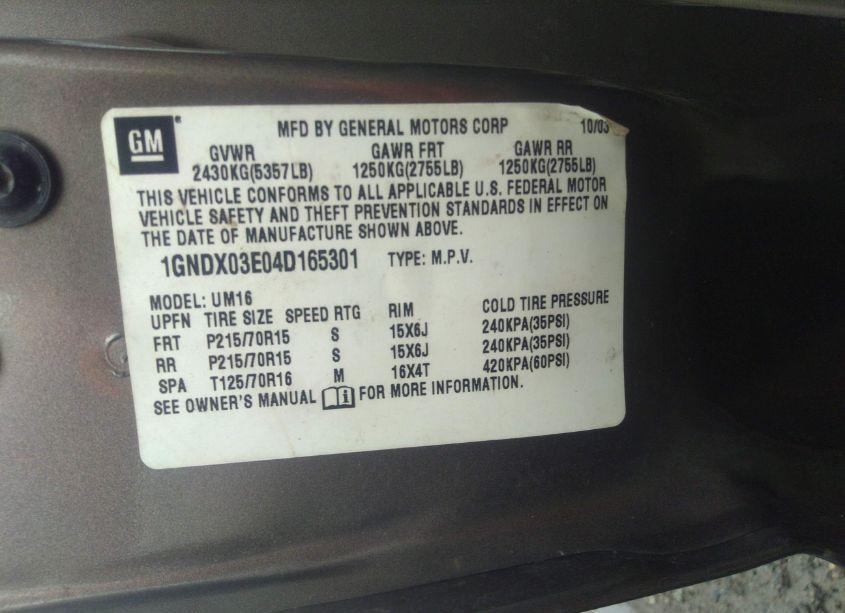 GM
MFD BY GENERAL MOTORS CORP 10/03
GVWR GAWR FRT GAWR RR
2430KG(5357LB) 1250KG(2755LB) 1250KG(2755LB)
THIS VEHICLE CONFORMS TO ALL APPLICABLE U.S. FEDERAL MOTOR
VEHICLE SAFETY AND THEFT PREVENTION STANDARDS IN EFFECT ON
THE DATE OF MANUFACTURE SHOWN ABOVE.
1GNDX03E04D165301 TYPE: M.P.V.
MODEL: UM16
UPFN TIRE SIZE SPEED RTG RIM COLD TIRE PRESSURE
FRT P215/70R15 S 15X6J 240KPA(35PSI)
RR P215/70R15 S 15X6J 240KPA(35PSI)
SPA T125/70R16 M 16X4T 420KPA(60PSI)
SEE OWNER'S MANUAL i FOR MORE INFORMATION.